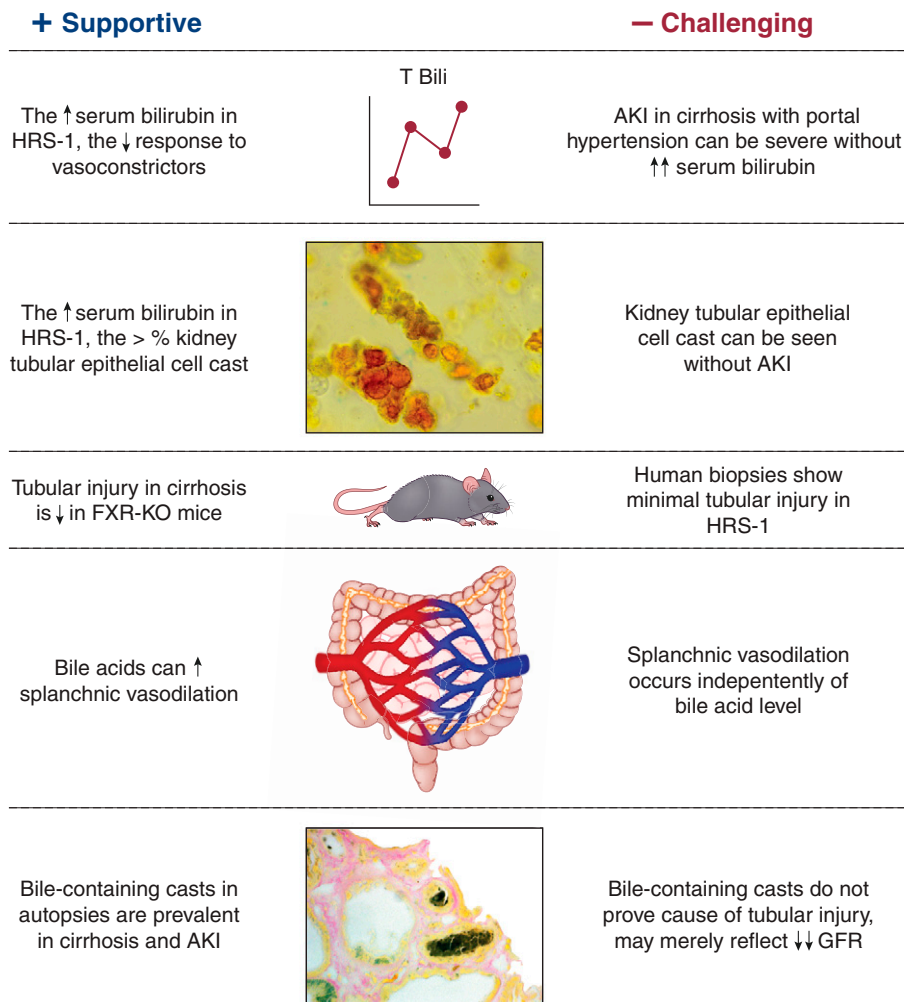 + Supportive
− Challenging
The ↑ serum bilirubin in
HRS-1, the ↓ response to
vasoconstrictors
T Bili
AKI in cirrhosis with portal
hypertension can be severe without
↑↑ serum bilirubin
The ↑ serum bilirubin in
HRS-1, the > % kidney
tubular epithelial cell cast
Kidney tubular epithelial
cell cast can be seen
without AKI
Tubular injury in cirrhosis
is ↓ in FXR-KO mice
Human biopsies show
minimal tubular injury in
HRS-1
Bile acids can ↑
splanchnic vasodilation
Splanchnic vasodilation
occurs indepentently of
bile acid level
Bile-containing casts in
autopsies are prevalent
in cirrhosis and AKI
Bile-containing casts do not
prove cause of tubular injury,
may merely reflect ↓↓ GFR